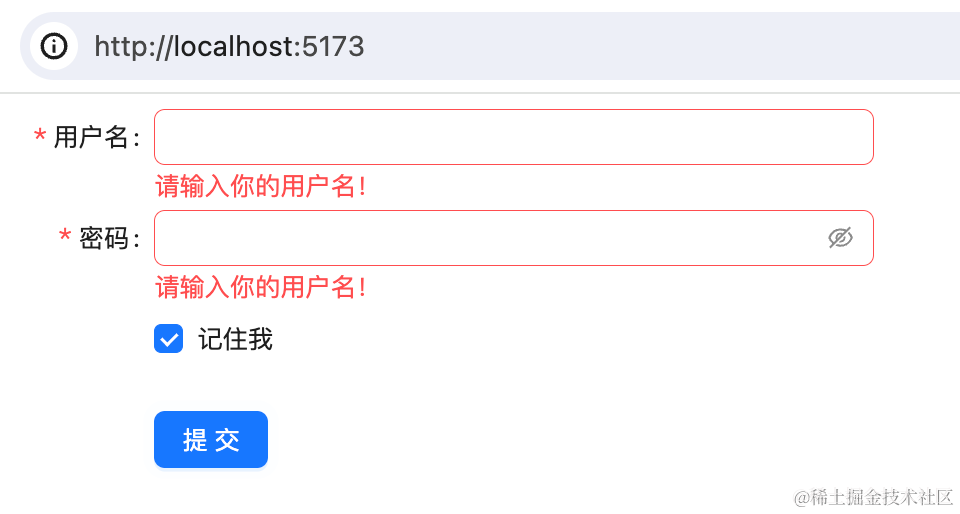 http://localhost:5173
* 用户名:
请输入你的用户名!
* 密码:
请输入你的用户名!
记住我
提 交
@稀土掘金技术社区